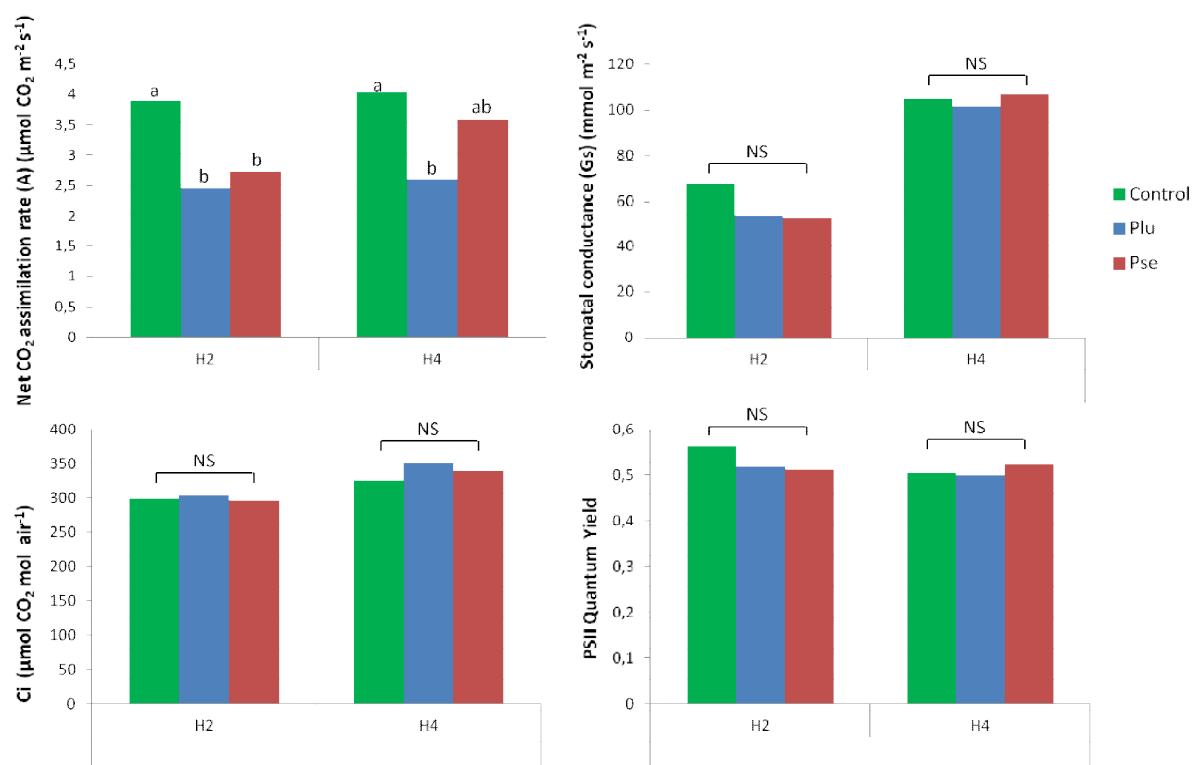 Net CO₂ assimilation rate (A) (µmol CO₂ m⁻² s⁻¹)
4,5
4
3,5
3
2,5
2
1,5
1
0,5
0
a
b
b
a
b
ab
H2
H4
Stomatal conductance (Gs) (mmol m⁻² s⁻¹)
120
100
80
60
40
20
0
NS
NS
H2
H4
Control
Plu
Pse
Ci (µmol CO₂ mol air⁻¹)
400
350
300
250
200
150
100
50
0
NS
NS
H2
H4
PSII Quantum Yield
0,6
0,5
0,4
0,3
0,2
0,1
0
NS
NS
H2
H4